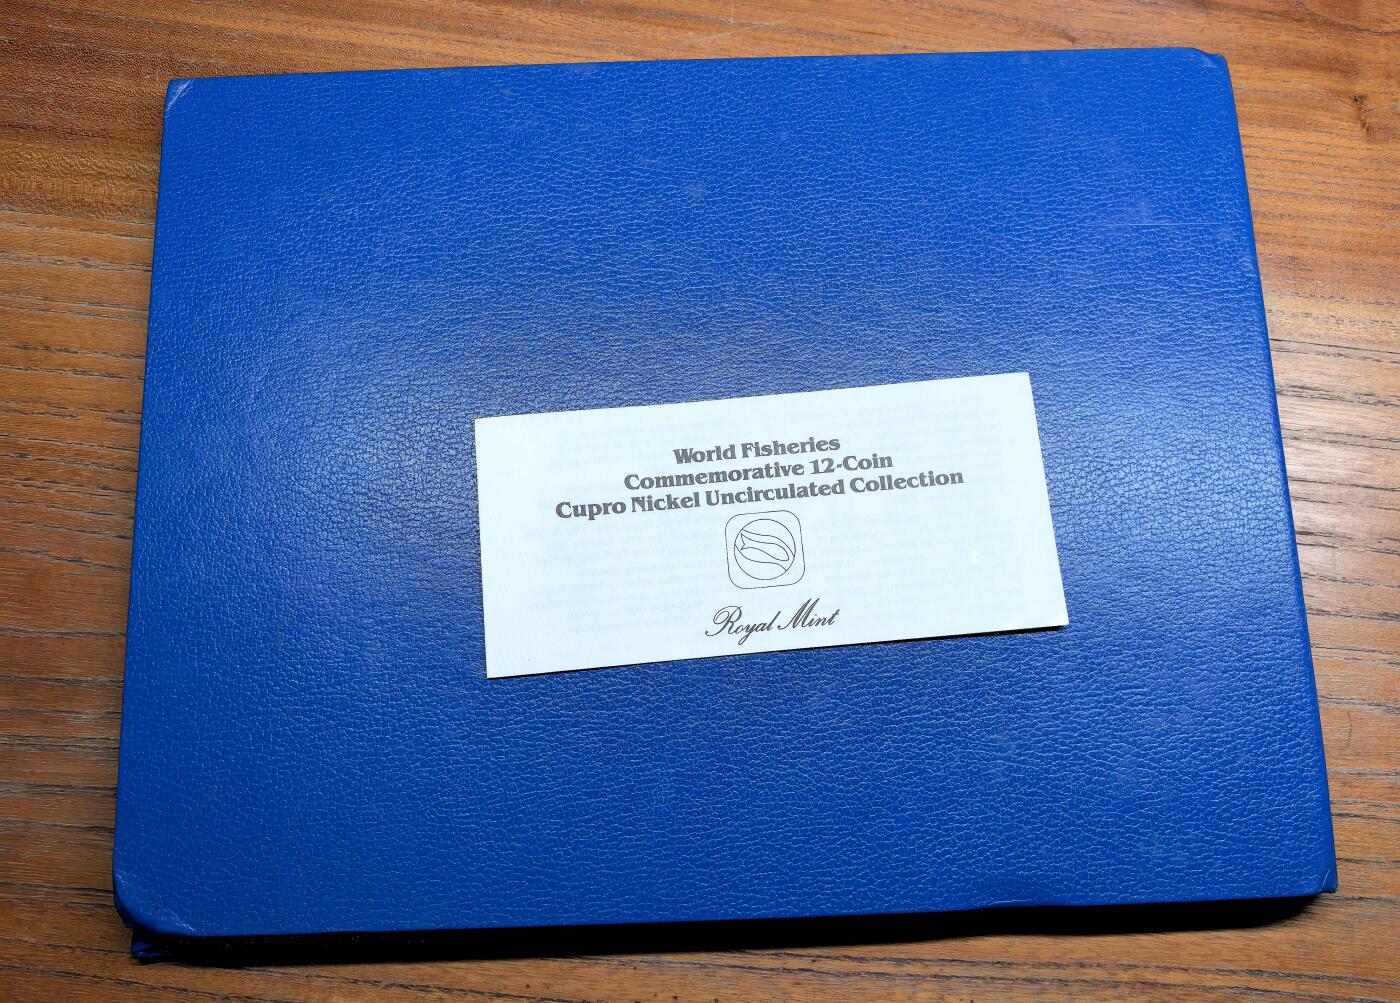 World Fisheries
Commemorative 12-Coin
Cupro Nickel Uncirculated Collection
Royal Mint